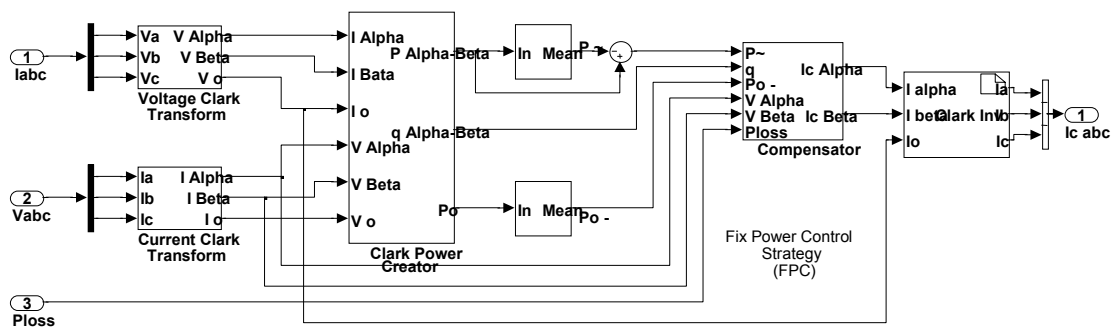 1
Iabc
Va
Vb
Vc
V Alpha
V Beta
V o
Voltage Clark
Transform
2
Vabc
Ia
Ib
Ic
I Alpha
I Beta
I o
Current Clark
Transform
3
Ploss
I Alpha
I Bata
I o
V Alpha
V Beta
V o
P Alpha-Beta
q Alpha-Beta
Po
Clark Power
Creator
In
Mean
P ~
In
Mean
Po -
P~
q
Po -
V Alpha
V Beta
Ploss
Ic Alpha
Ic Beta
Compensator
Fix Power Control
Strategy
(FPC)
I alpha
I beta
Io
Clark Inv
Ia
Ib
Ic
1
Ic abc